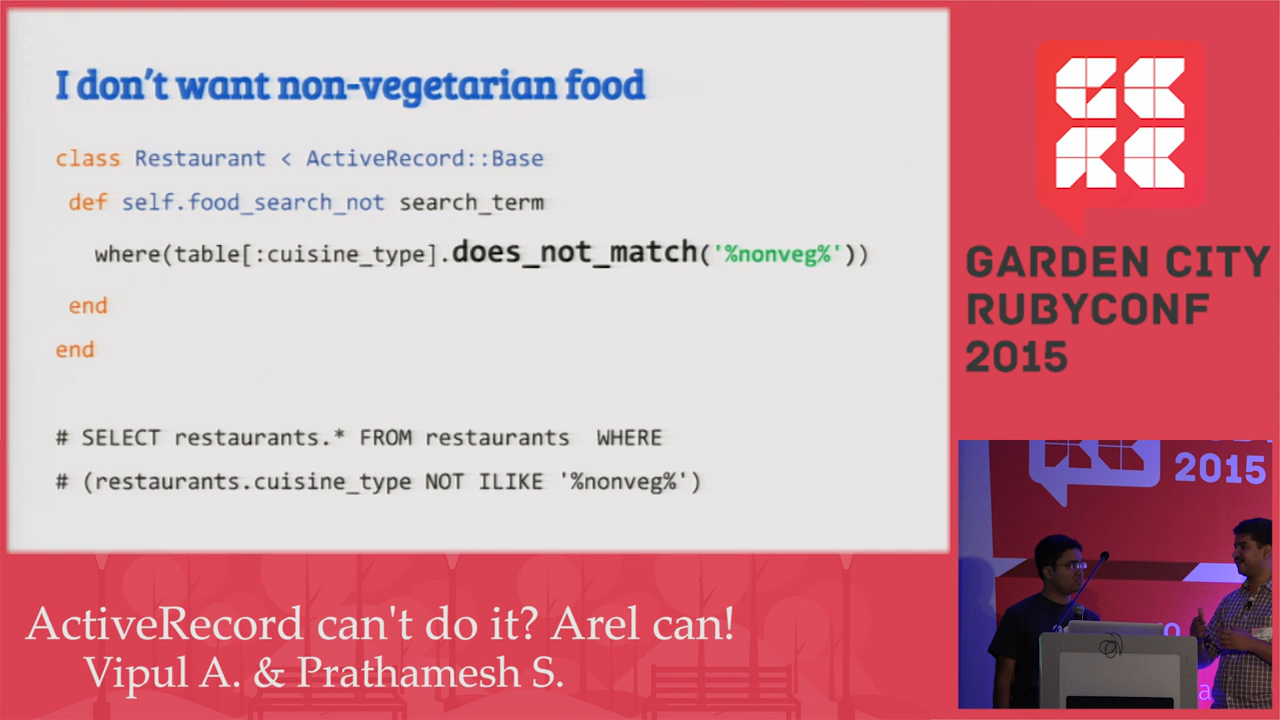 I don't want non-vegetarian food
class Restaurant < ActiveRecord::Base
def self.food_search_not search_term
where(table[:cuisine_type].does_not_match('%nonveg%'))
end
end
# SELECT restaurants.* FROM restaurants WHERE
# (restaurants.cuisine_type NOT ILIKE '%nonveg%')
GARDEN CITY
RUBYCONF
2015
2015
ActiveRecord can't do it? Arel can!
Vipul A. & Prathamesh S.